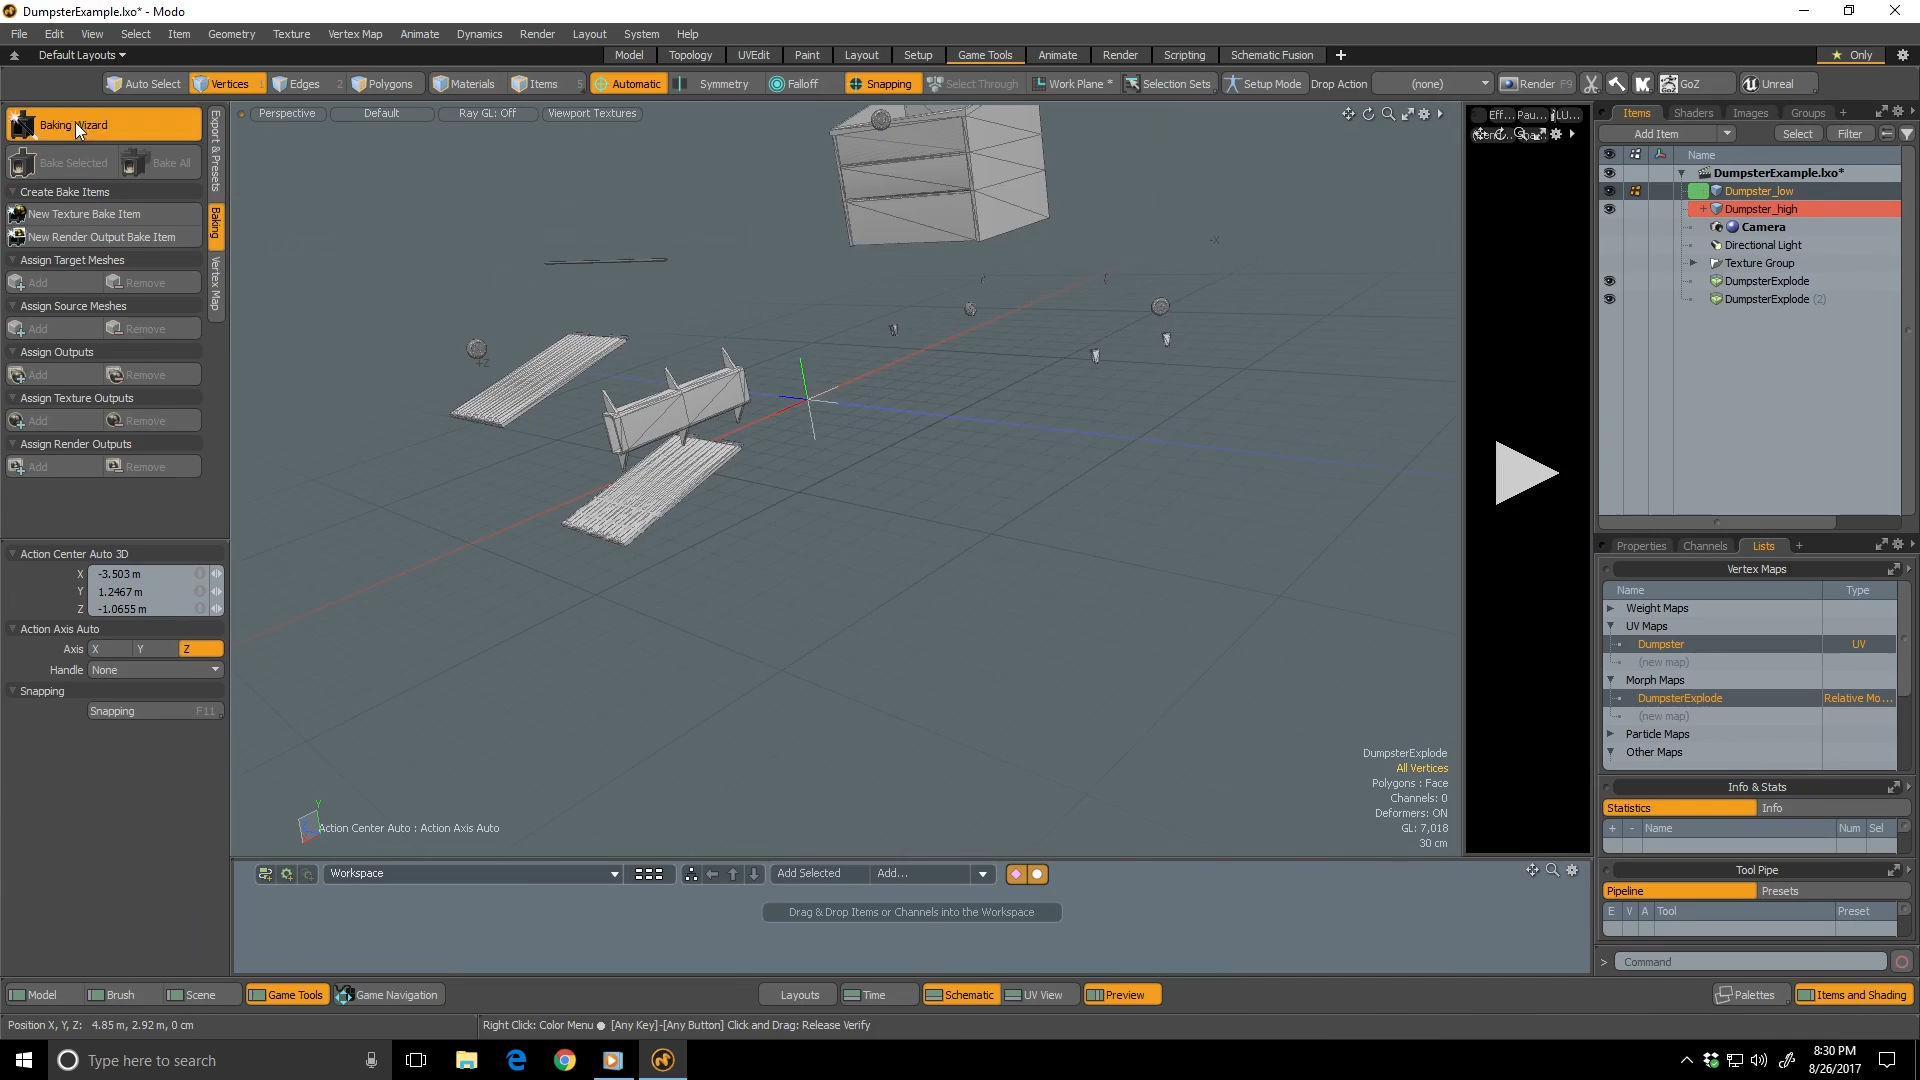 DumpsterExample.lxo* - Modo
File Edit View Select Item Geometry Texture Vertex Map Animate Dynamics Render Layout System Help
Default Layouts Model Topology UVEdit Paint Layout Setup Game Tools Animate Render Scripting Schematic Fusion Only
Auto Select Vertices 1 Edges 2 Polygons Materials Items 5 Automatic Symmetry Falloff Snapping Select Through Work Plane * Selection Sets Setup Mode Drop Action (none) Render F9 GoZ Unreal
Baking Wizard
Bake Selected Bake All
Create Bake Items
New Texture Bake Item
New Render Output Bake Item
Assign Target Meshes
Add Remove
Assign Source Meshes
Add Remove
Assign Outputs
Add Remove
Assign Texture Outputs
Add Remove
Assign Render Outputs
Add Remove
Export & Presets
Baking
Vertex Map
Action Center Auto 3D
X -3.503 m
Y 1.2467 m
Z -1.0655 m
Action Axis Auto
Axis X Y Z
Handle None
Snapping
Snapping F11
Perspective Default Ray GL: Off Viewport Textures
-X
+Z
Y
Action Center Auto : Action Axis Auto
DumpsterExplode
All Vertices
Polygons : Face
Channels: 0
Deformers: ON
GL: 7,018
30 cm
Eff... Pau... LU...
Items Shaders Images Groups +
Add Item Select Filter
Name
DumpsterExample.lxo*
Dumpster_low
Dumpster_high
Camera
Directional Light
Texture Group
DumpsterExplode
DumpsterExplode (2)
Properties Channels Lists +
Vertex Maps
Name Type
Weight Maps
UV Maps
Dumpster UV
(new map)
Morph Maps
DumpsterExplode Relative Mo...
(new map)
Particle Maps
Other Maps
Info & Stats
Statistics Info
+ - Name Num Sel
Tool Pipe
Pipeline Presets
E V A Tool Preset
> Command
Workspace Add Selected Add...
Drag & Drop Items or Channels into the Workspace
Model Brush Scene Game Tools Game Navigation Layouts Time Schematic UV View Preview Palettes Items and Shading
Position X, Y, Z: 4.85 m, 2.92 m, 0 cm Right Click: Color Menu ● [Any Key]-[Any Button] Click and Drag: Release Verify
Type here to search
8:30 PM
8/26/2017